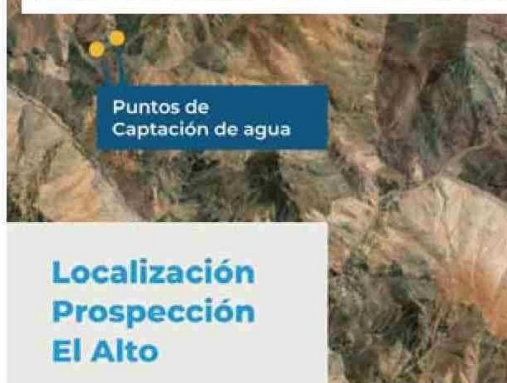 Puntos de
Captación de agua
Localización
Prospección
El Alto